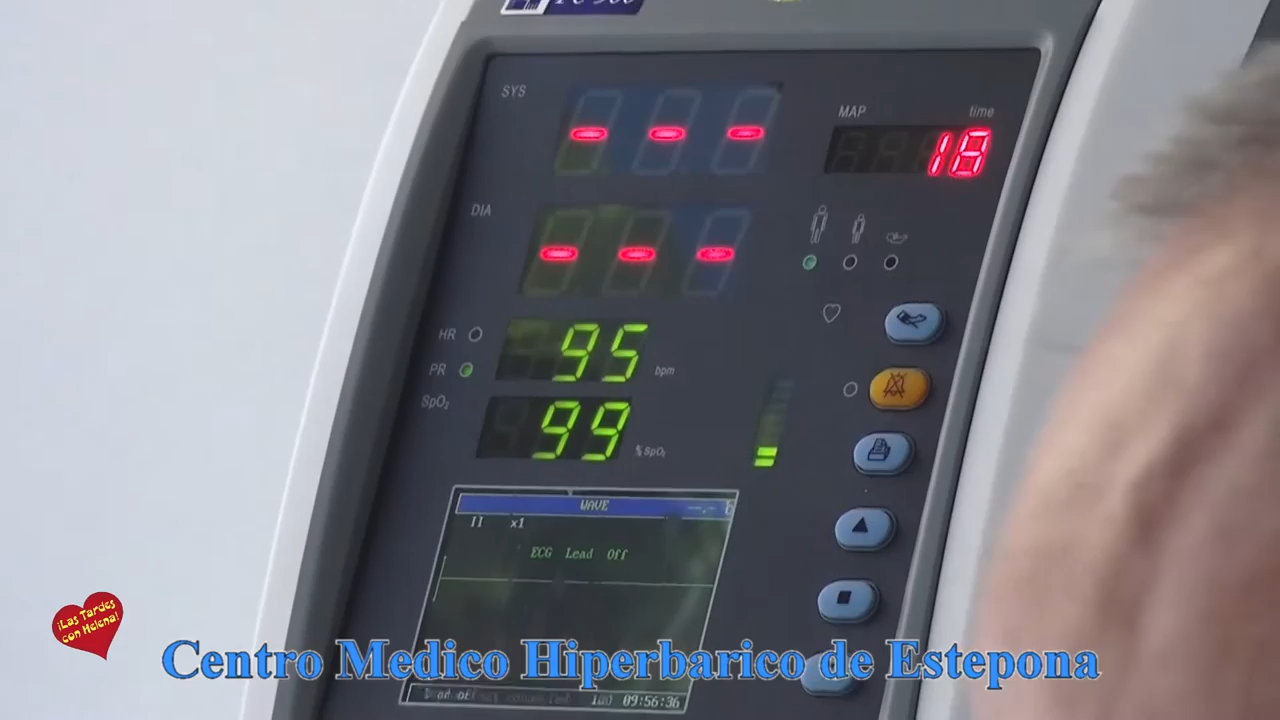 SYS
MAP time
- - -
18
DIA
- - -
HR
95 bpm
PR
SpO₂
99 % SpO₂
WAVE
II x1
ECG Lead Off
09:56:36
¡Las Tardes
con Helena!
Centro Medico Hiperbarico de Estepona